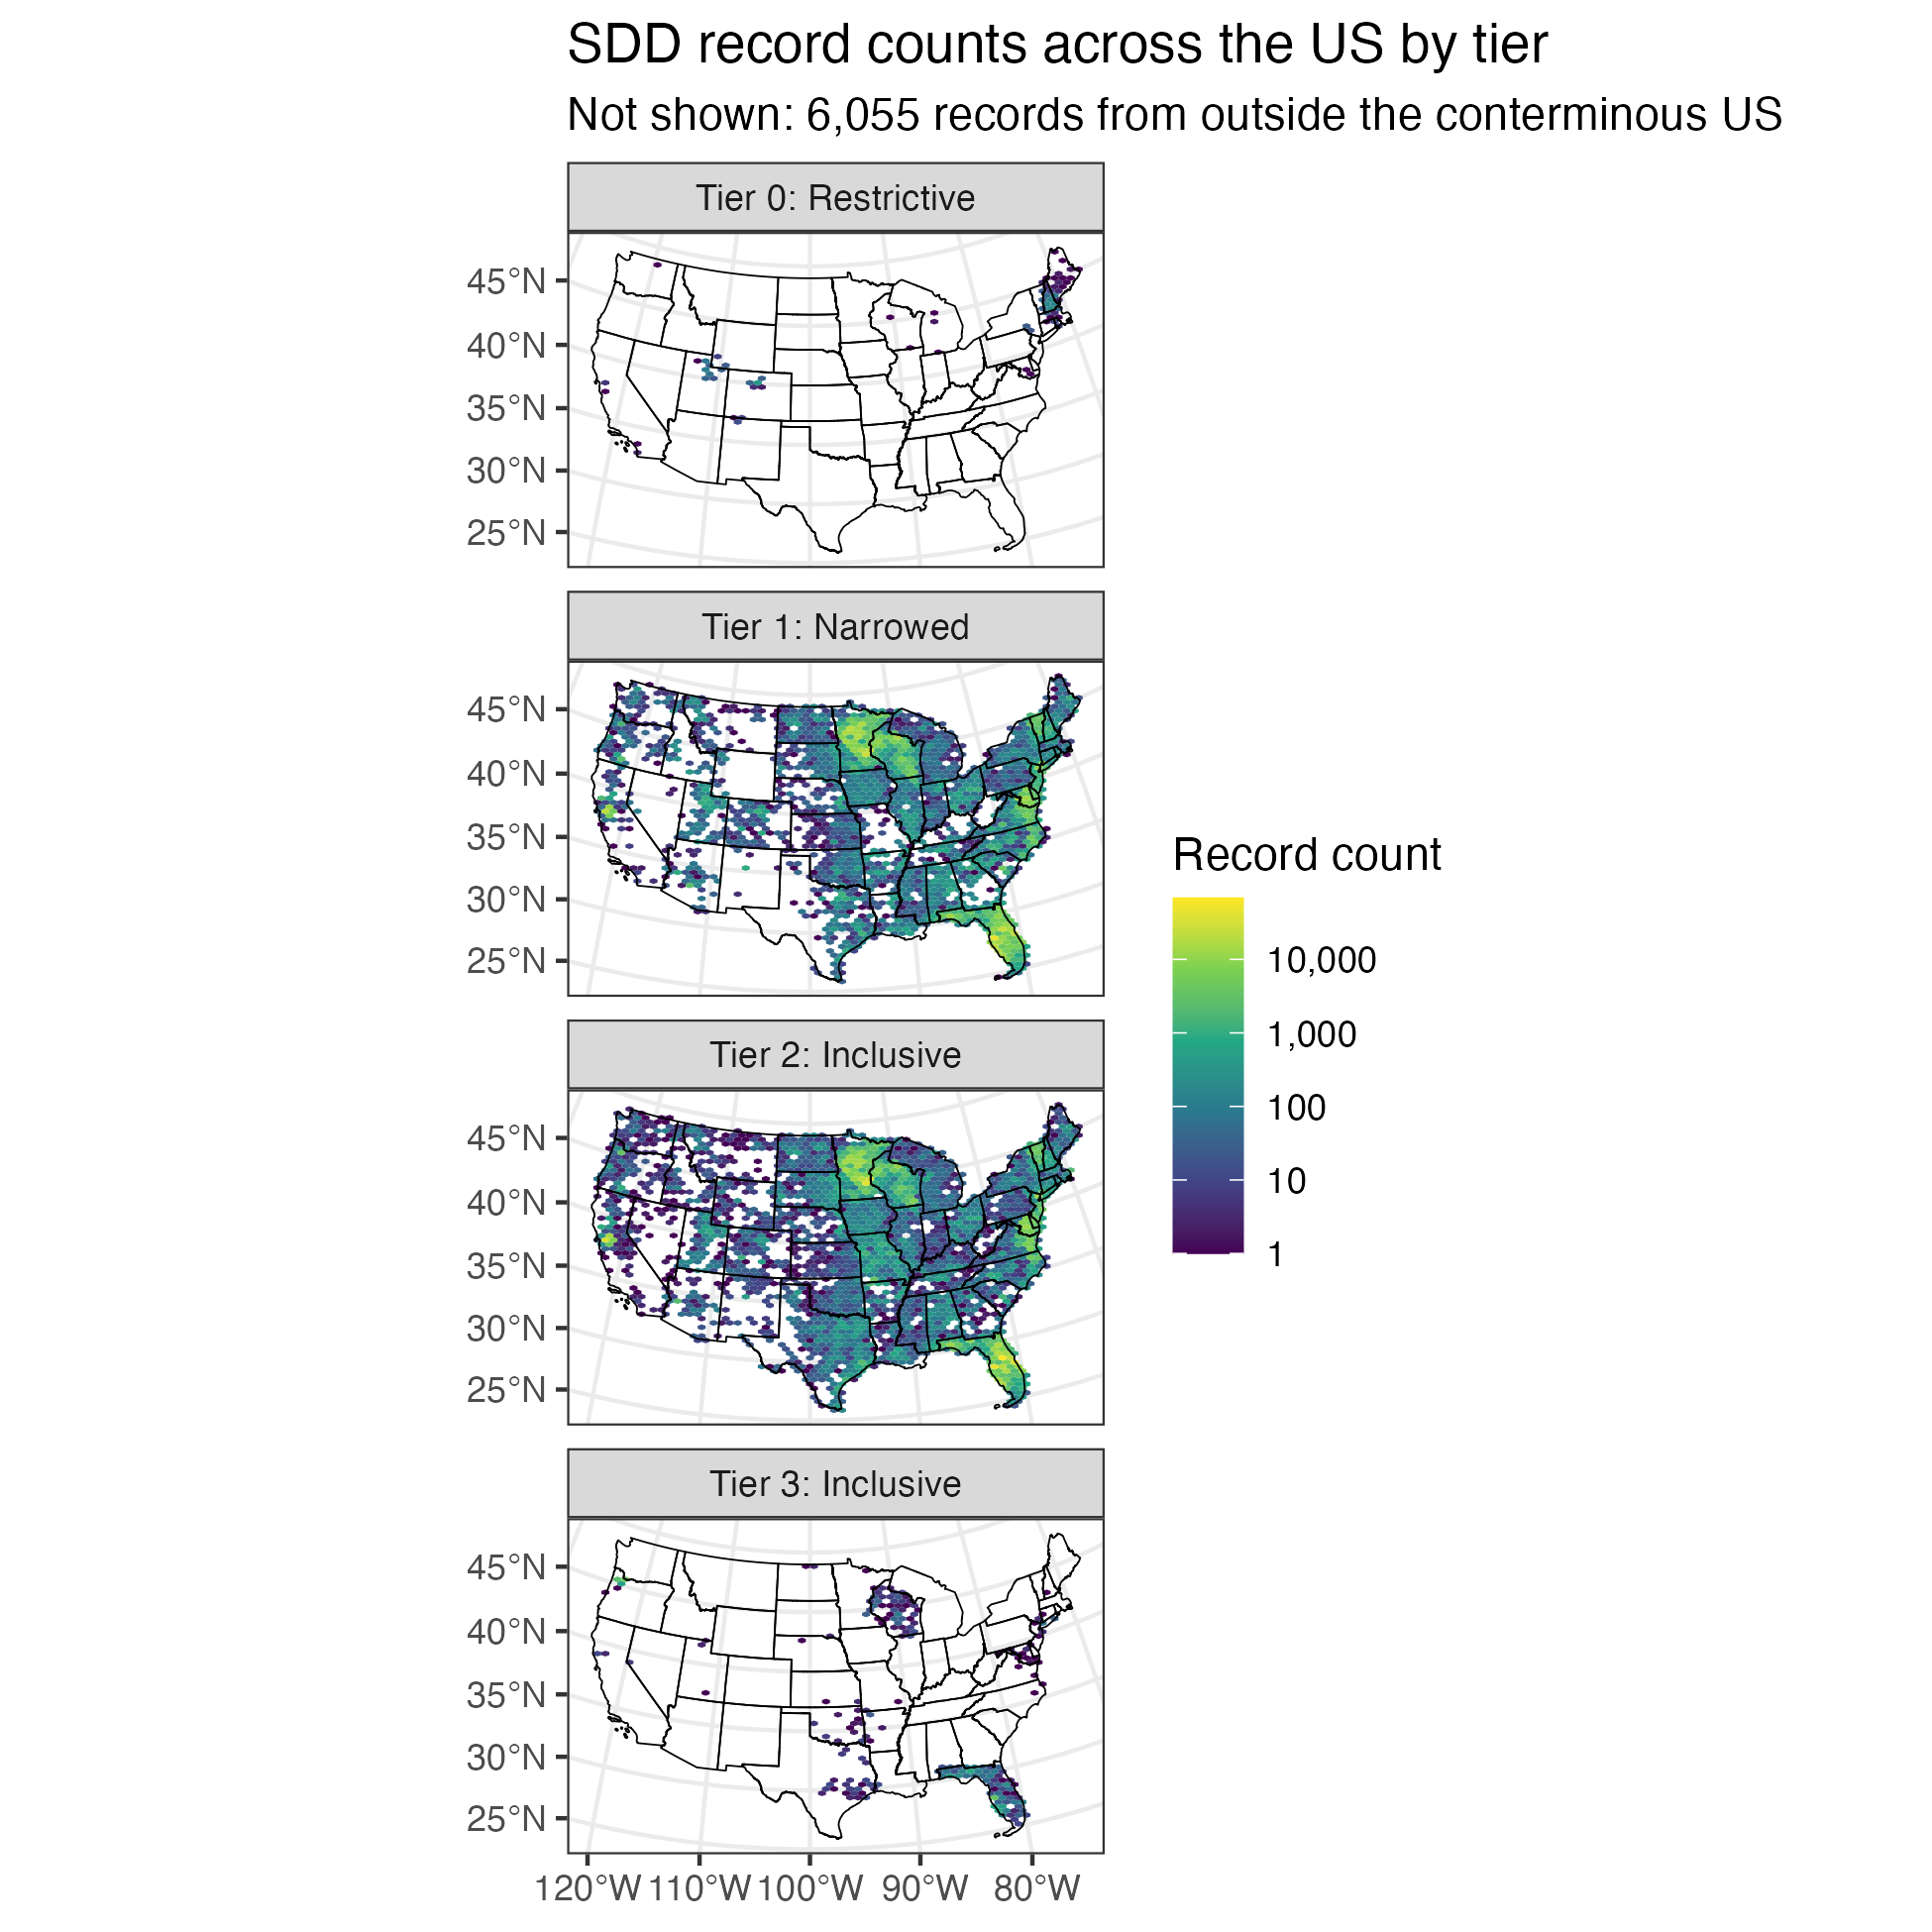 SDD record counts across the US by tier
Not shown: 6,055 records from outside the conterminous US
Tier 0: Restrictive
45°N
40°N
35°N
30°N
25°N
Tier 1: Narrowed
45°N
40°N
35°N
30°N
25°N
Record count
10,000
1,000
100
10
1
Tier 2: Inclusive
45°N
40°N
35°N
30°N
25°N
Tier 3: Inclusive
45°N
40°N
35°N
30°N
25°N
120°W 110°W 100°W 90°W 80°W